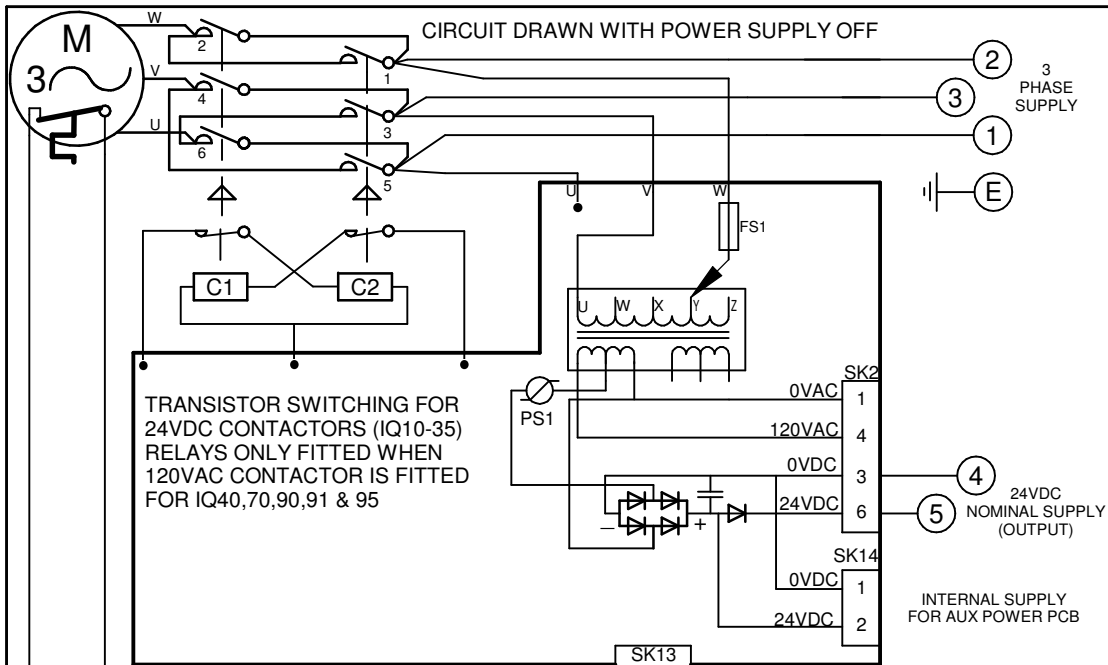 CIRCUIT DRAWN WITH POWER SUPPLY OFF
M
3
W
V
U
2
4
6
1
3
5
2
3
1
E
3
PHASE
SUPPLY
U
V
W
FS1
C1
C2
U
W
X
Y
Z
PS1
TRANSISTOR SWITCHING FOR
24VDC CONTACTORS (IQ10-35)
RELAYS ONLY FITTED WHEN
120VAC CONTACTOR IS FITTED
FOR IQ40,70,90,91 & 95
SK2
0VAC
1
120VAC
4
0VDC
3
24VDC
6
4
5
24VDC
NOMINAL SUPPLY
(OUTPUT)
−
+
SK14
0VDC
1
24VDC
2
INTERNAL SUPPLY
FOR AUX POWER PCB
SK13